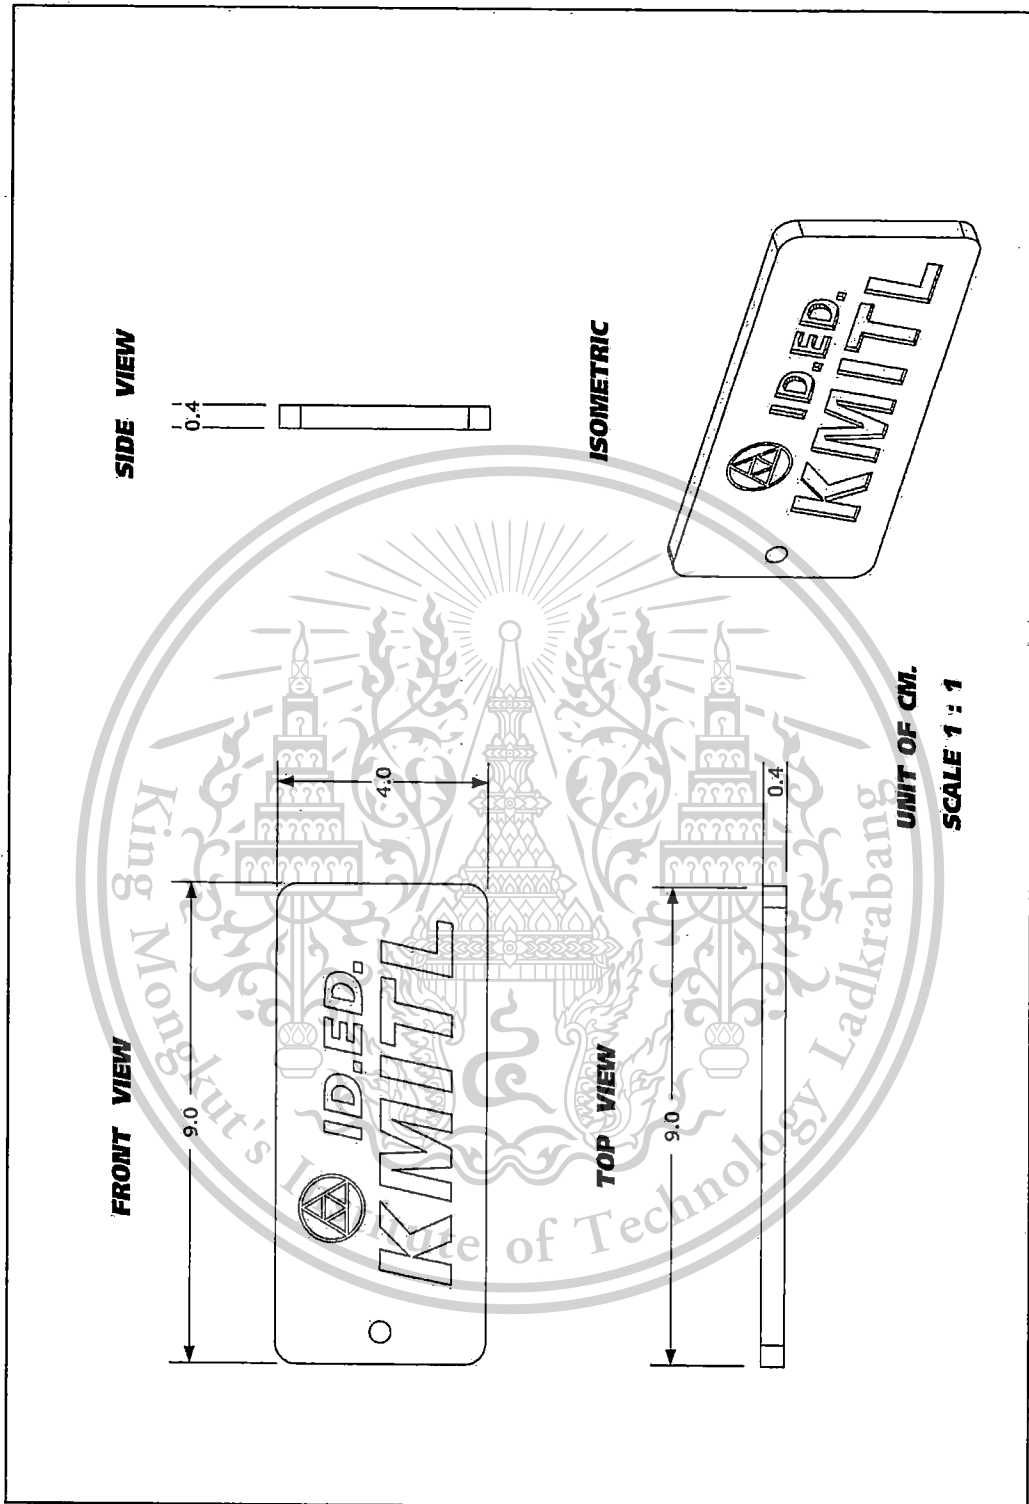 FRONT VIEW
9.0
4.0
ID.ED.
KMITL
SIDE VIEW
0.4
TOP VIEW
9.0
0.4
ISOMETRIC
ID.ED.
KMITL
UNIT OF CM.
SCALE 1 : 1
King Mongkut's Institute of Technology Ladkrabang